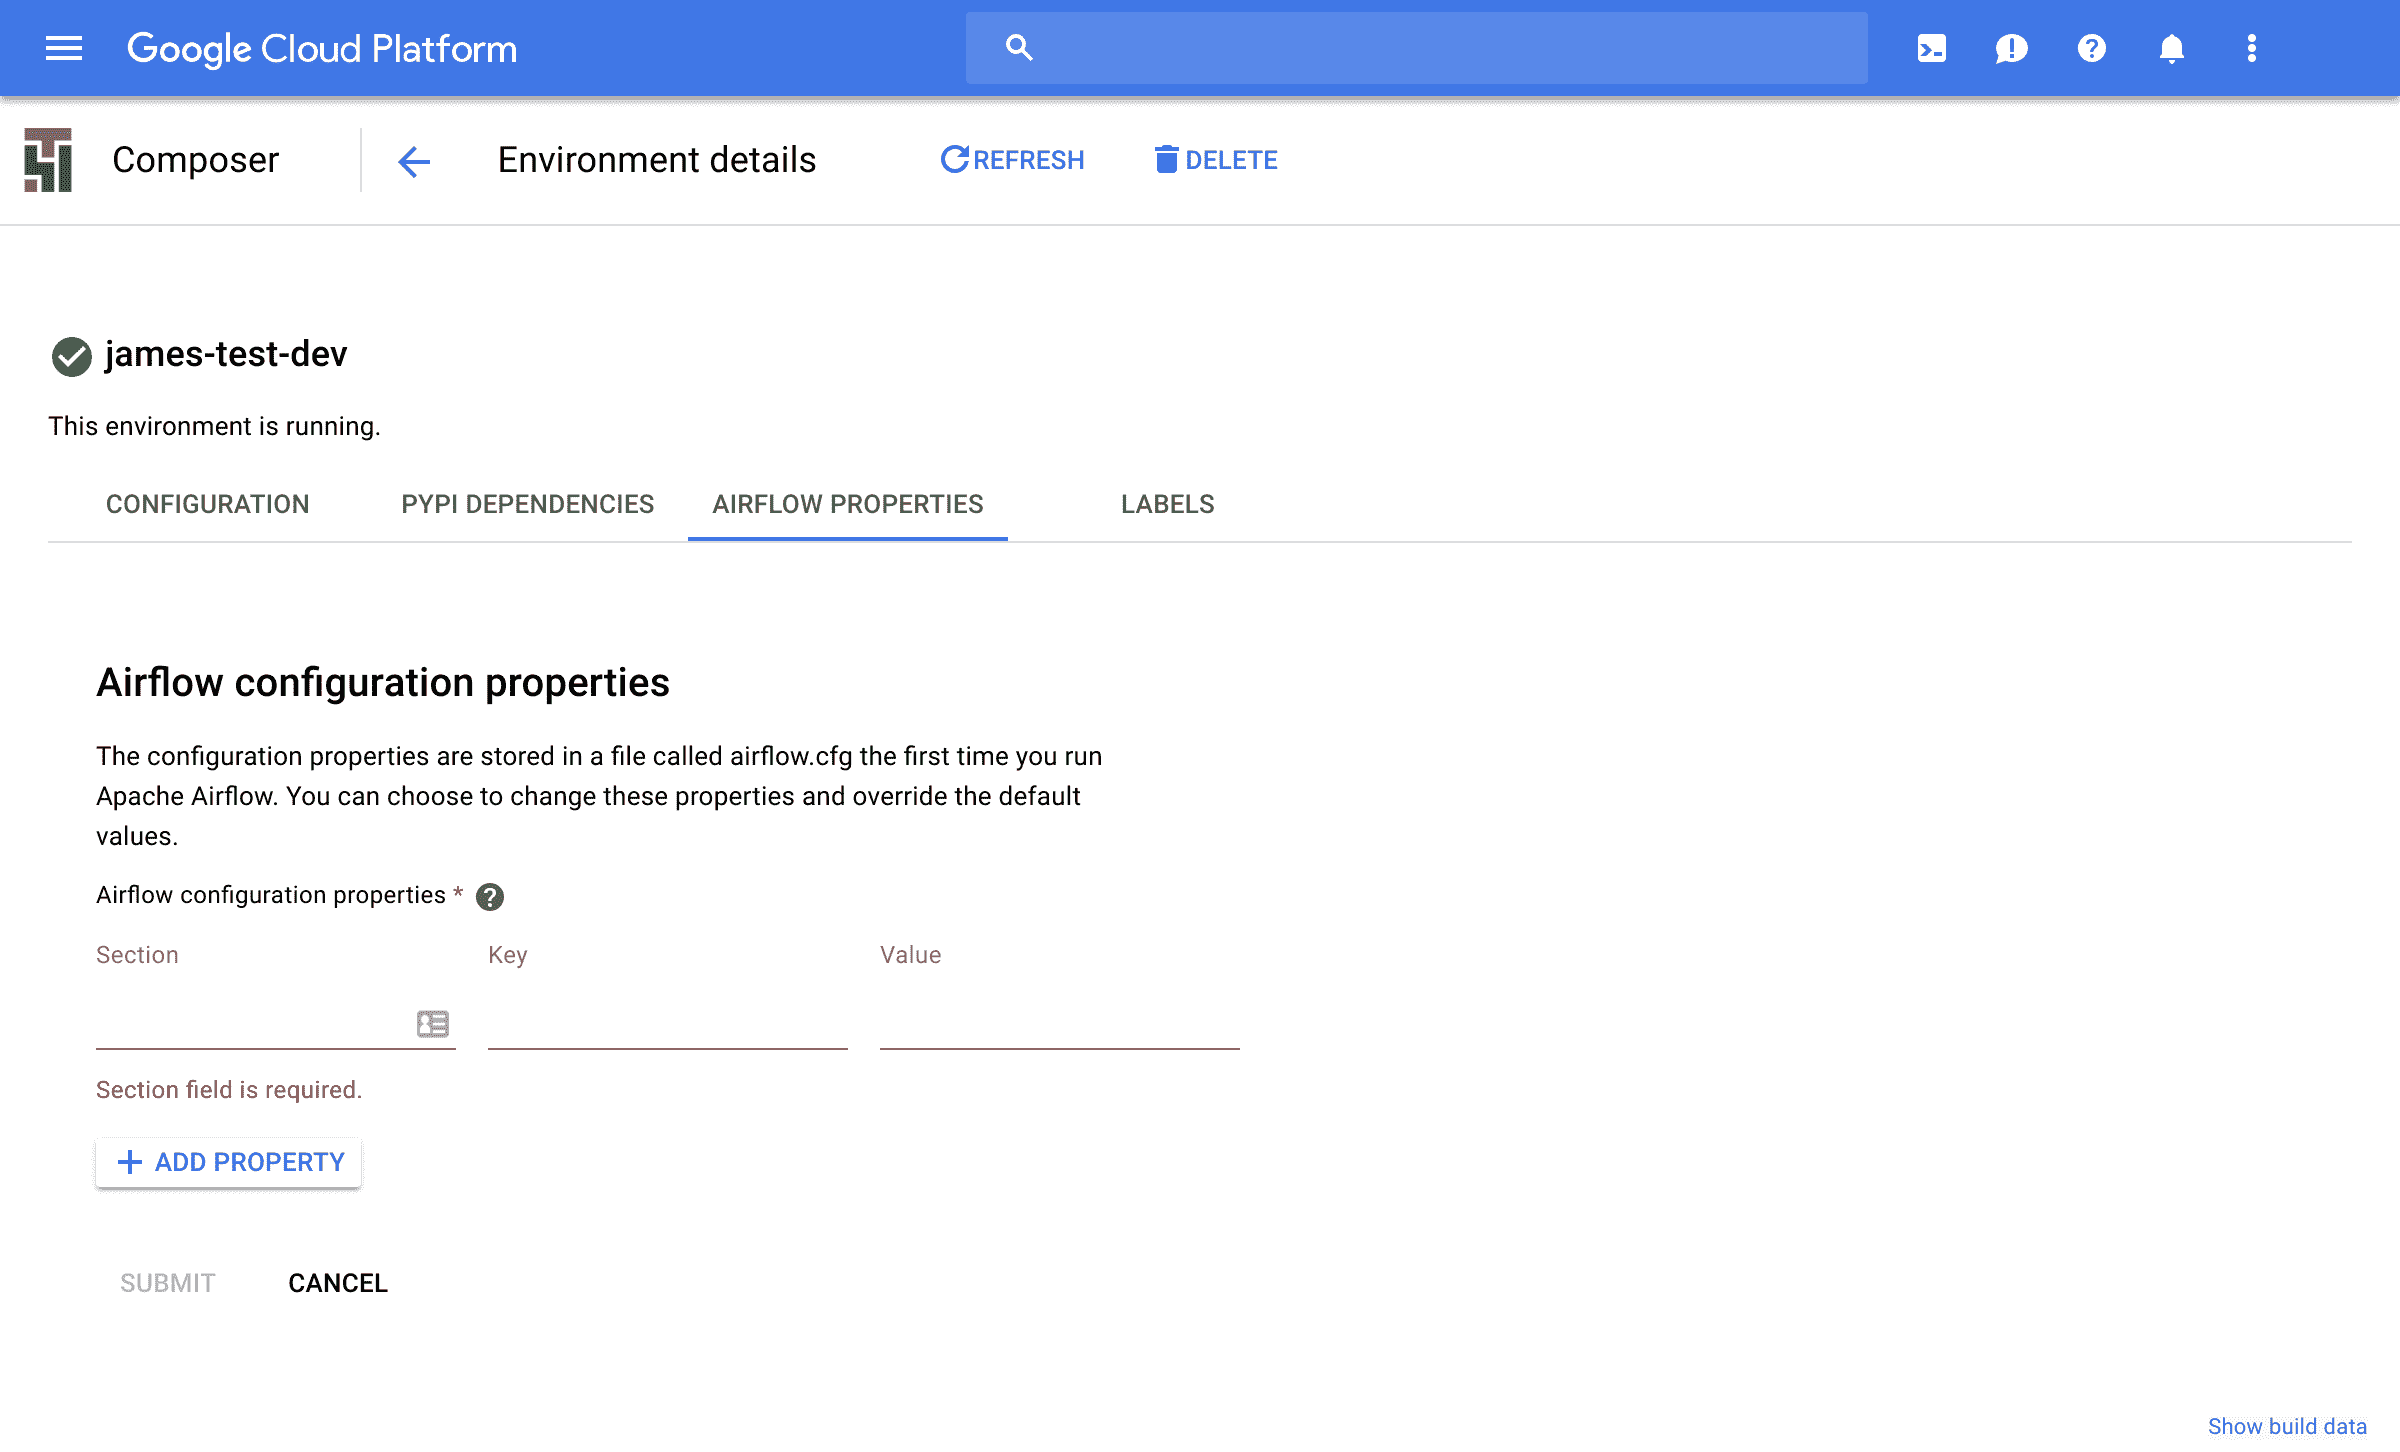 Google Cloud Platform
Composer
Environment details
REFRESH
DELETE
james-test-dev
This environment is running.
CONFIGURATION
PYPI DEPENDENCIES
AIRFLOW PROPERTIES
LABELS
Airflow configuration properties
The configuration properties are stored in a file called airflow.cfg the first time you run
Apache Airflow. You can choose to change these properties and override the default
values.
Airflow configuration properties *
Section
Key
Value
Section field is required.
ADD PROPERTY
SUBMIT
CANCEL
Show build data